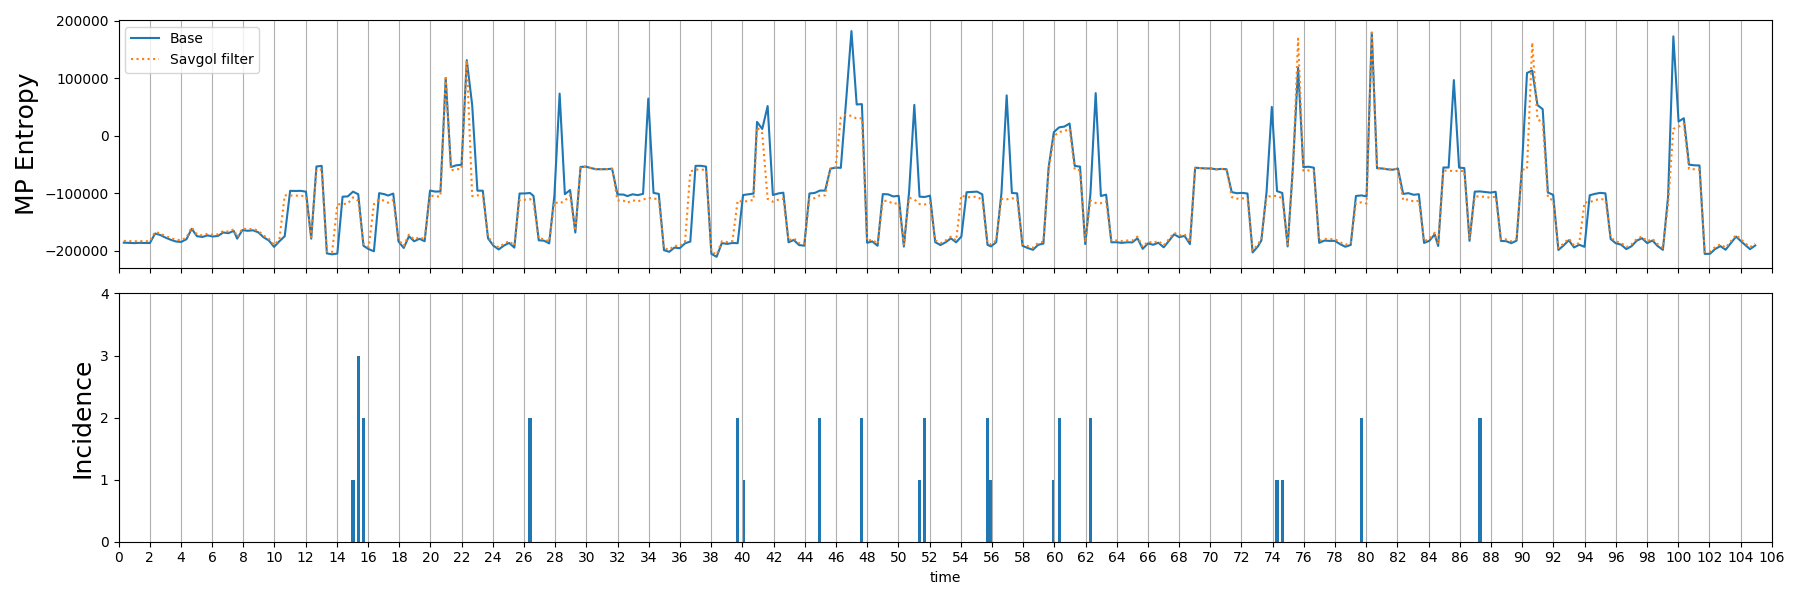 MP Entropy
200000
100000
0
−100000
−200000
Base
Savgol filter
Incidence
4
3
2
1
0
0 2 4 6 8 10 12 14 16 18 20 22 24 26 28 30 32 34 36 38 40 42 44 46 48 50 52 54 56 58 60 62 64 66 68 70 72 74 76 78 80 82 84 86 88 90 92 94 96 98 100 102 104 106
time